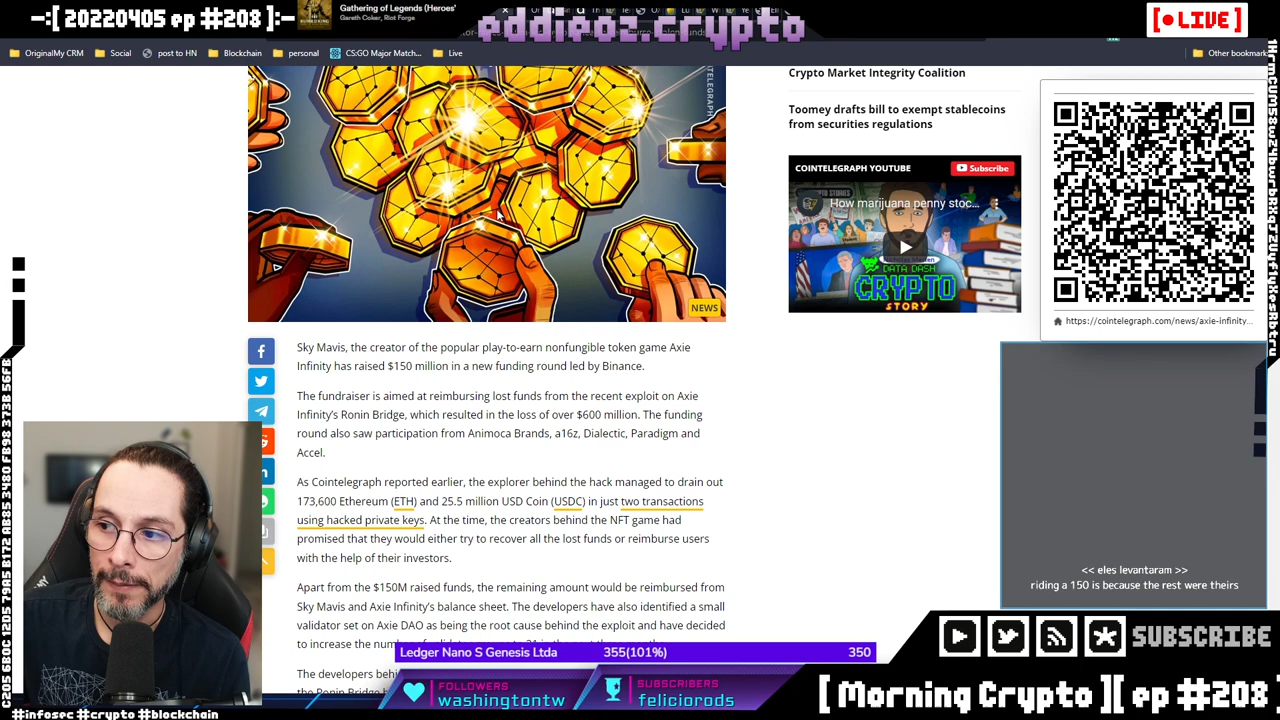 -:[ 20220405 ep #208 ]:-
Gathering of Legends (Heroes'
Gareth Coker, Riot Forge
eddieoz.crypto
[● LIVE]
OriginalMy CRM
Social
post to HN
Blockchain
personal
CS:GO Major Match...
Live
Other bookmark
Crypto Market Integrity Coalition
Toomey drafts bill to exempt stablecoins
from securities regulations
COINTELEGRAPH YOUTUBE
Subscribe
How marijuana penny stoc...
DATA DASH
CRYPTO
STORY
NEWS
https://cointelegraph.com/news/axie-infinity...
Sky Mavis, the creator of the popular play-to-earn nonfungible token game Axie
Infinity has raised $150 million in a new funding round led by Binance.
The fundraiser is aimed at reimbursing lost funds from the recent exploit on Axie
Infinity's Ronin Bridge, which resulted in the loss of over $600 million. The funding
round also saw participation from Animoca Brands, a16z, Dialectic, Paradigm and
Accel.
As Cointelegraph reported earlier, the explorer behind the hack managed to drain out
173,600 Ethereum (ETH) and 25.5 million USD Coin (USDC) in just two transactions
using hacked private keys. At the time, the creators behind the NFT game had
promised that they would either try to recover all the lost funds or reimburse users
with the help of their investors.
Apart from the $150M raised funds, the remaining amount would be reimbursed from
Sky Mavis and Axie Infinity's balance sheet. The developers have also identified a small
validator set on Axie DAO as being the root cause behind the exploit and have decided
to increase the
The developers
<< eles levantaram >>
riding a 150 is because the rest were theirs
Ledger Nano S Genesis Ltda
355(101%)
350
FOLLOWERS
washingtontw
SUBSCRIBERS
feliciorods
SUBSCRIBE
[ Morning Crypto ][ ep #208 ]
#infosec #crypto #blockchain